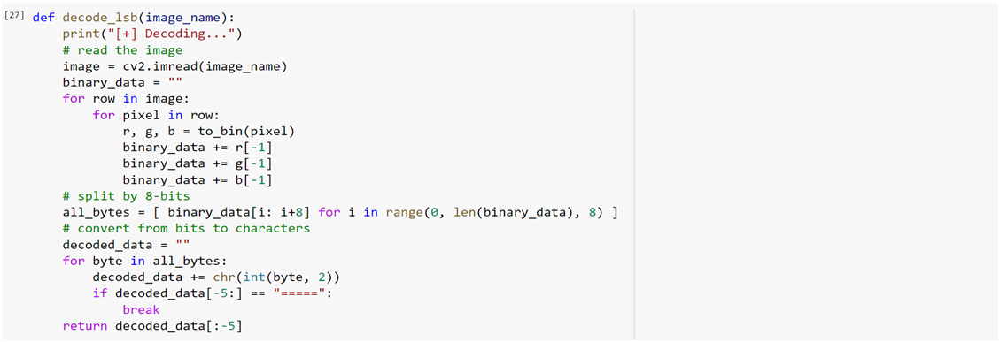 [27] def decode_lsb(image_name):
    print("[+] Decoding...")
    # read the image
    image = cv2.imread(image_name)
    binary_data = ""
    for row in image:
        for pixel in row:
            r, g, b = to_bin(pixel)
            binary_data += r[-1]
            binary_data += g[-1]
            binary_data += b[-1]
    # split by 8-bits
    all_bytes = [ binary_data[i: i+8] for i in range(0, len(binary_data), 8) ]
    # convert from bits to characters
    decoded_data = ""
    for byte in all_bytes:
        decoded_data += chr(int(byte, 2))
        if decoded_data[-5:] == "=====":
            break
    return decoded_data[:-5]